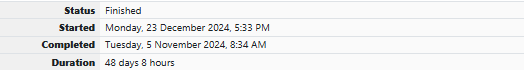 Status Finished
Started Monday, 23 December 2024, 5:33 PM
Completed Tuesday, 5 November 2024, 8:34 AM
Duration 48 days 8 hours